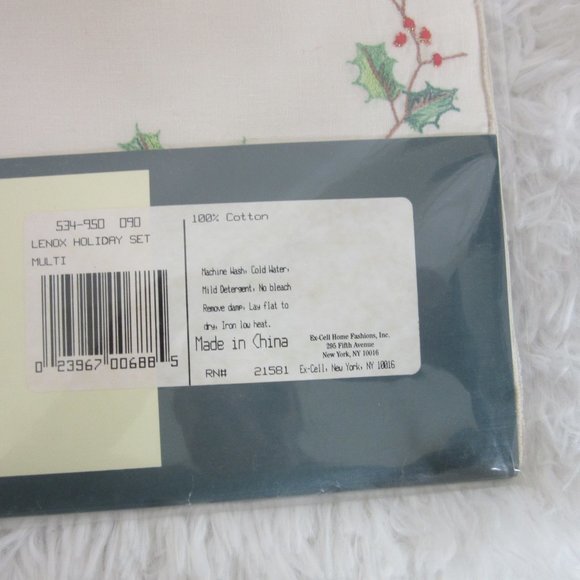 534-950 090
LENOX HOLIDAY SET
MULTI
0 23967 00688 5
100% Cotton
Machine Wash, Cold Water,
Mild Detergent, No bleach
Remove damp, Lay flat to
dry, Iron low heat.
Made in China
RN# 21581
Ex-Cell Home Fashions, Inc.
295 Fifth Avenue
New York, NY 10016
Ex-Cell, New York, NY 10016